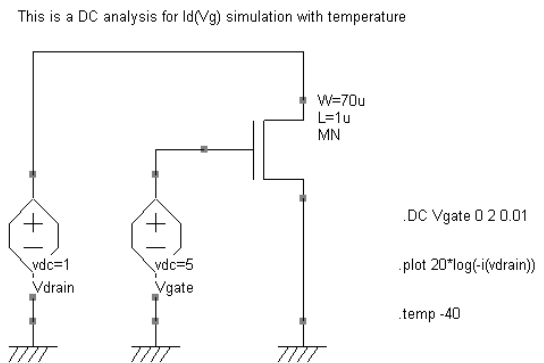 This is a DC analysis for Id(Vg) simulation with temperature
W=70u
L=1u
MN
vdc=1
Vdrain
vdc=5
Vgate
.DC Vgate 0 2 0.01
.plot 20*log(-i(vdrain))
.temp -40